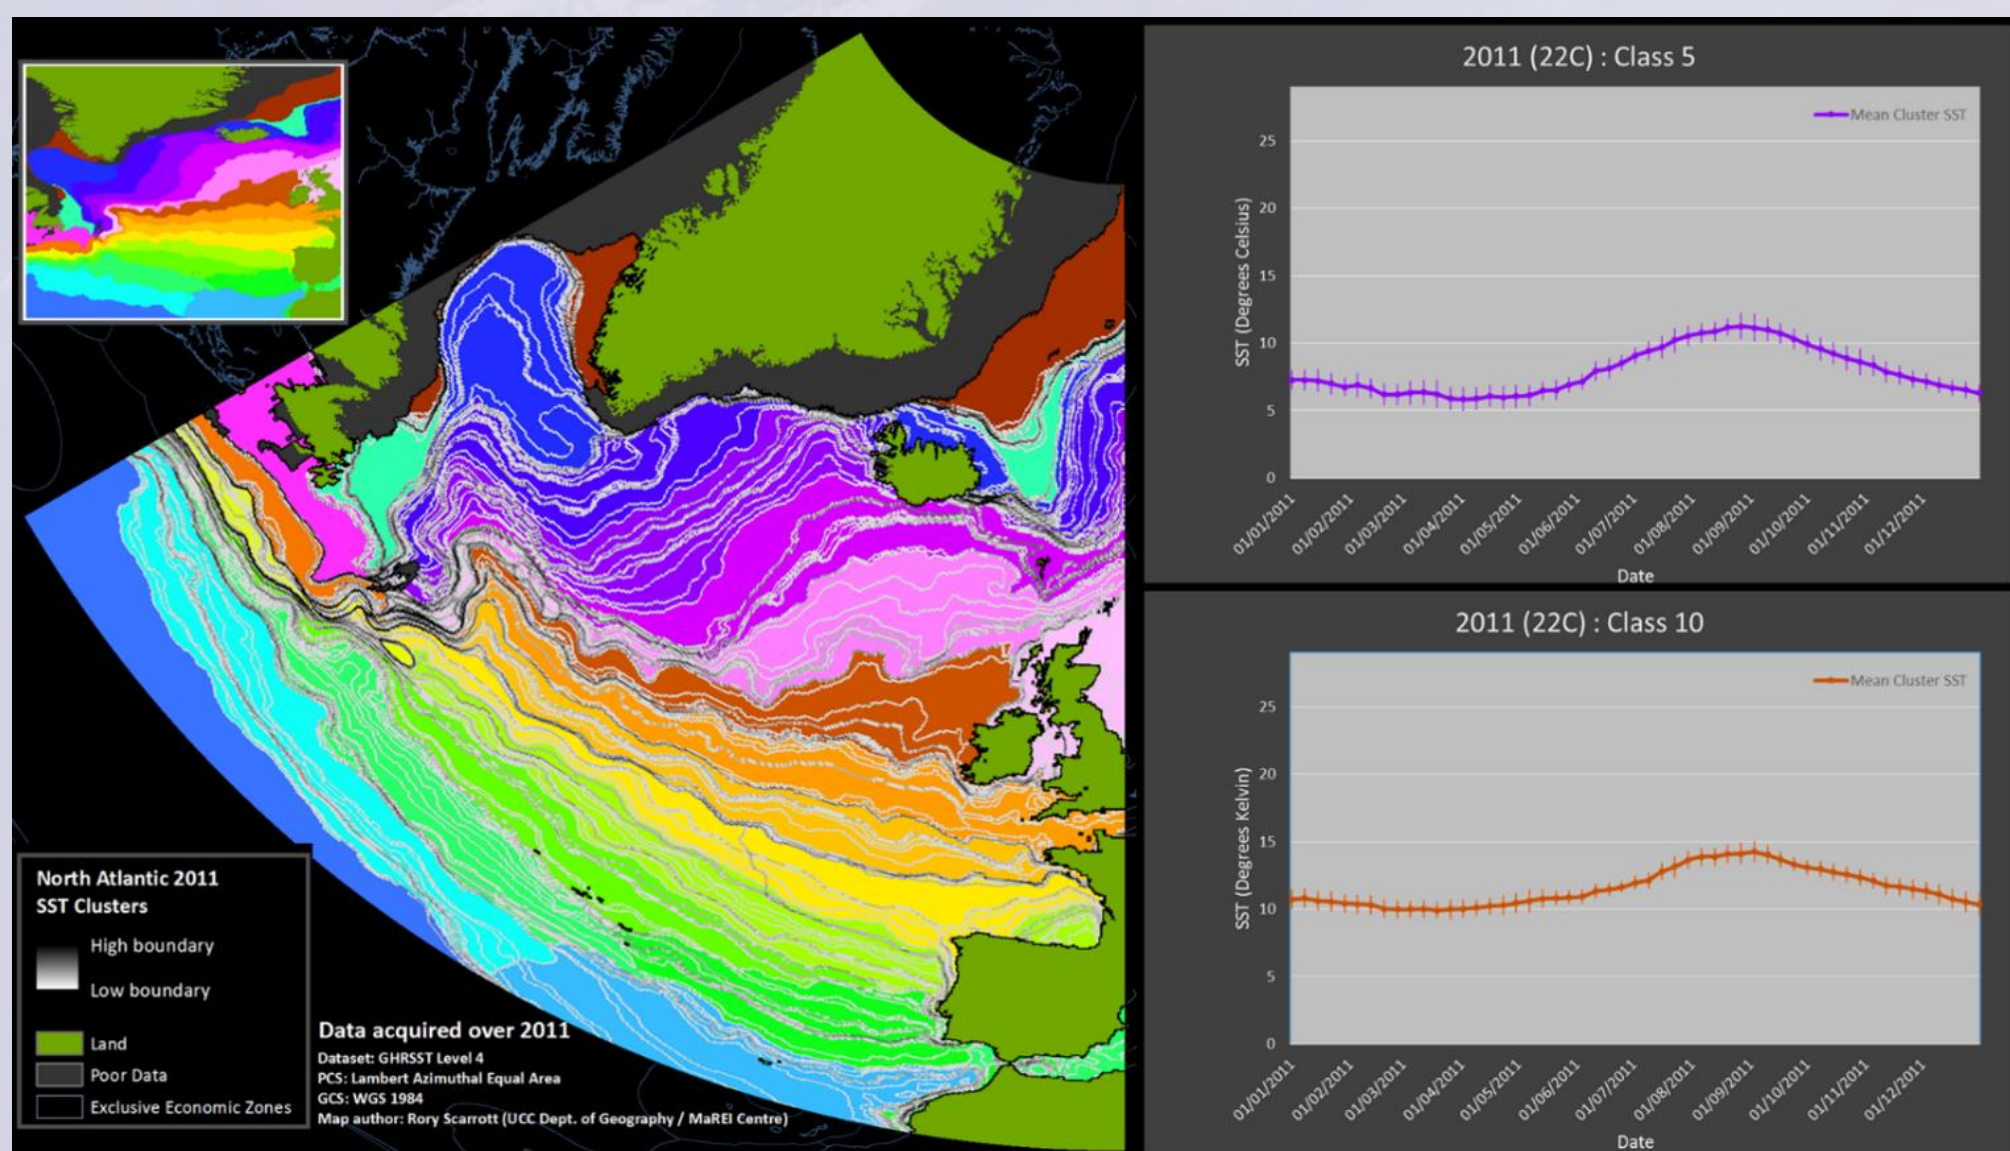 North Atlantic 2011
SST Clusters
High boundary
Low boundary
Land
Poor Data
Exclusive Economic Zones
Data acquired over 2011
Dataset: GHRSST Level 4
PCS: Lambert Azimuthal Equal Area
GCS: WGS 1984
Map author: Rory Scarrott (UCC Dept. of Geography / MaREI Centre)
2011 (22C) : Class 5
Mean Cluster SST
SST (Degrees Celsius)
25
20
15
10
5
0
01/01/2011
01/02/2011
01/03/2011
01/04/2011
01/05/2011
01/06/2011
01/07/2011
01/08/2011
01/09/2011
01/10/2011
01/11/2011
01/12/2011
Date
2011 (22C) : Class 10
Mean Cluster SST
SST (Degrees Kelvin)
25
20
15
10
5
0
01/01/2011
01/02/2011
01/03/2011
01/04/2011
01/05/2011
01/06/2011
01/07/2011
01/08/2011
01/09/2011
01/10/2011
01/11/2011
01/12/2011
Date